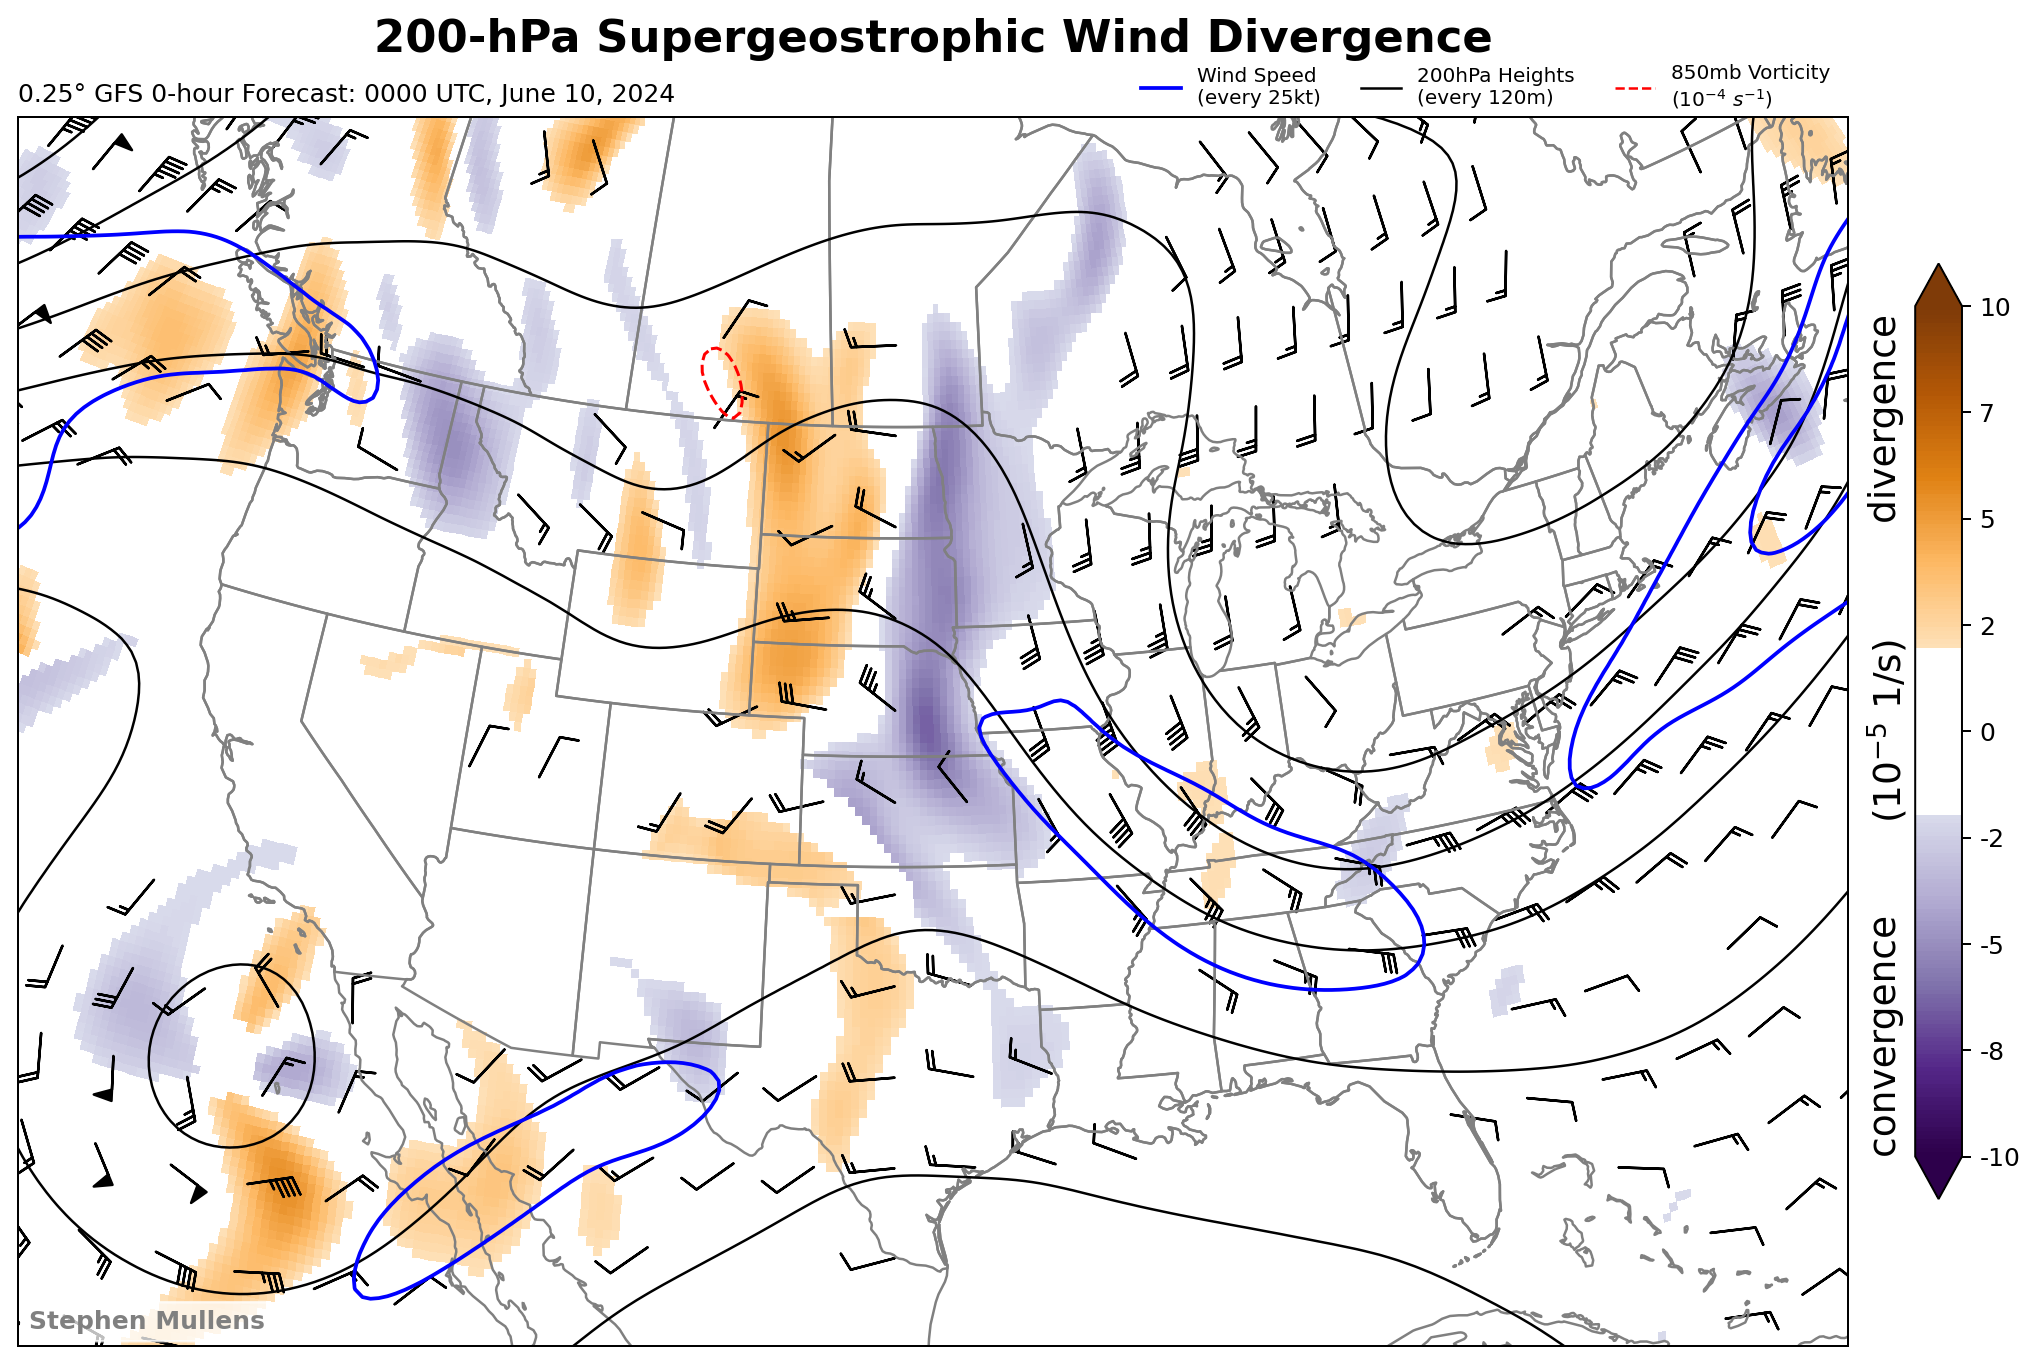 200-hPa Supergeostrophic Wind Divergence
0.25° GFS 0-hour Forecast: 0000 UTC, June 10, 2024
Wind Speed
(every 25kt)
200hPa Heights
(every 120m)
850mb Vorticity
(10⁻⁴ s⁻¹)
10
7
5
2
0
-2
-5
-8
-10
convergence (10⁻⁵ 1/s) divergence
Stephen Mullens